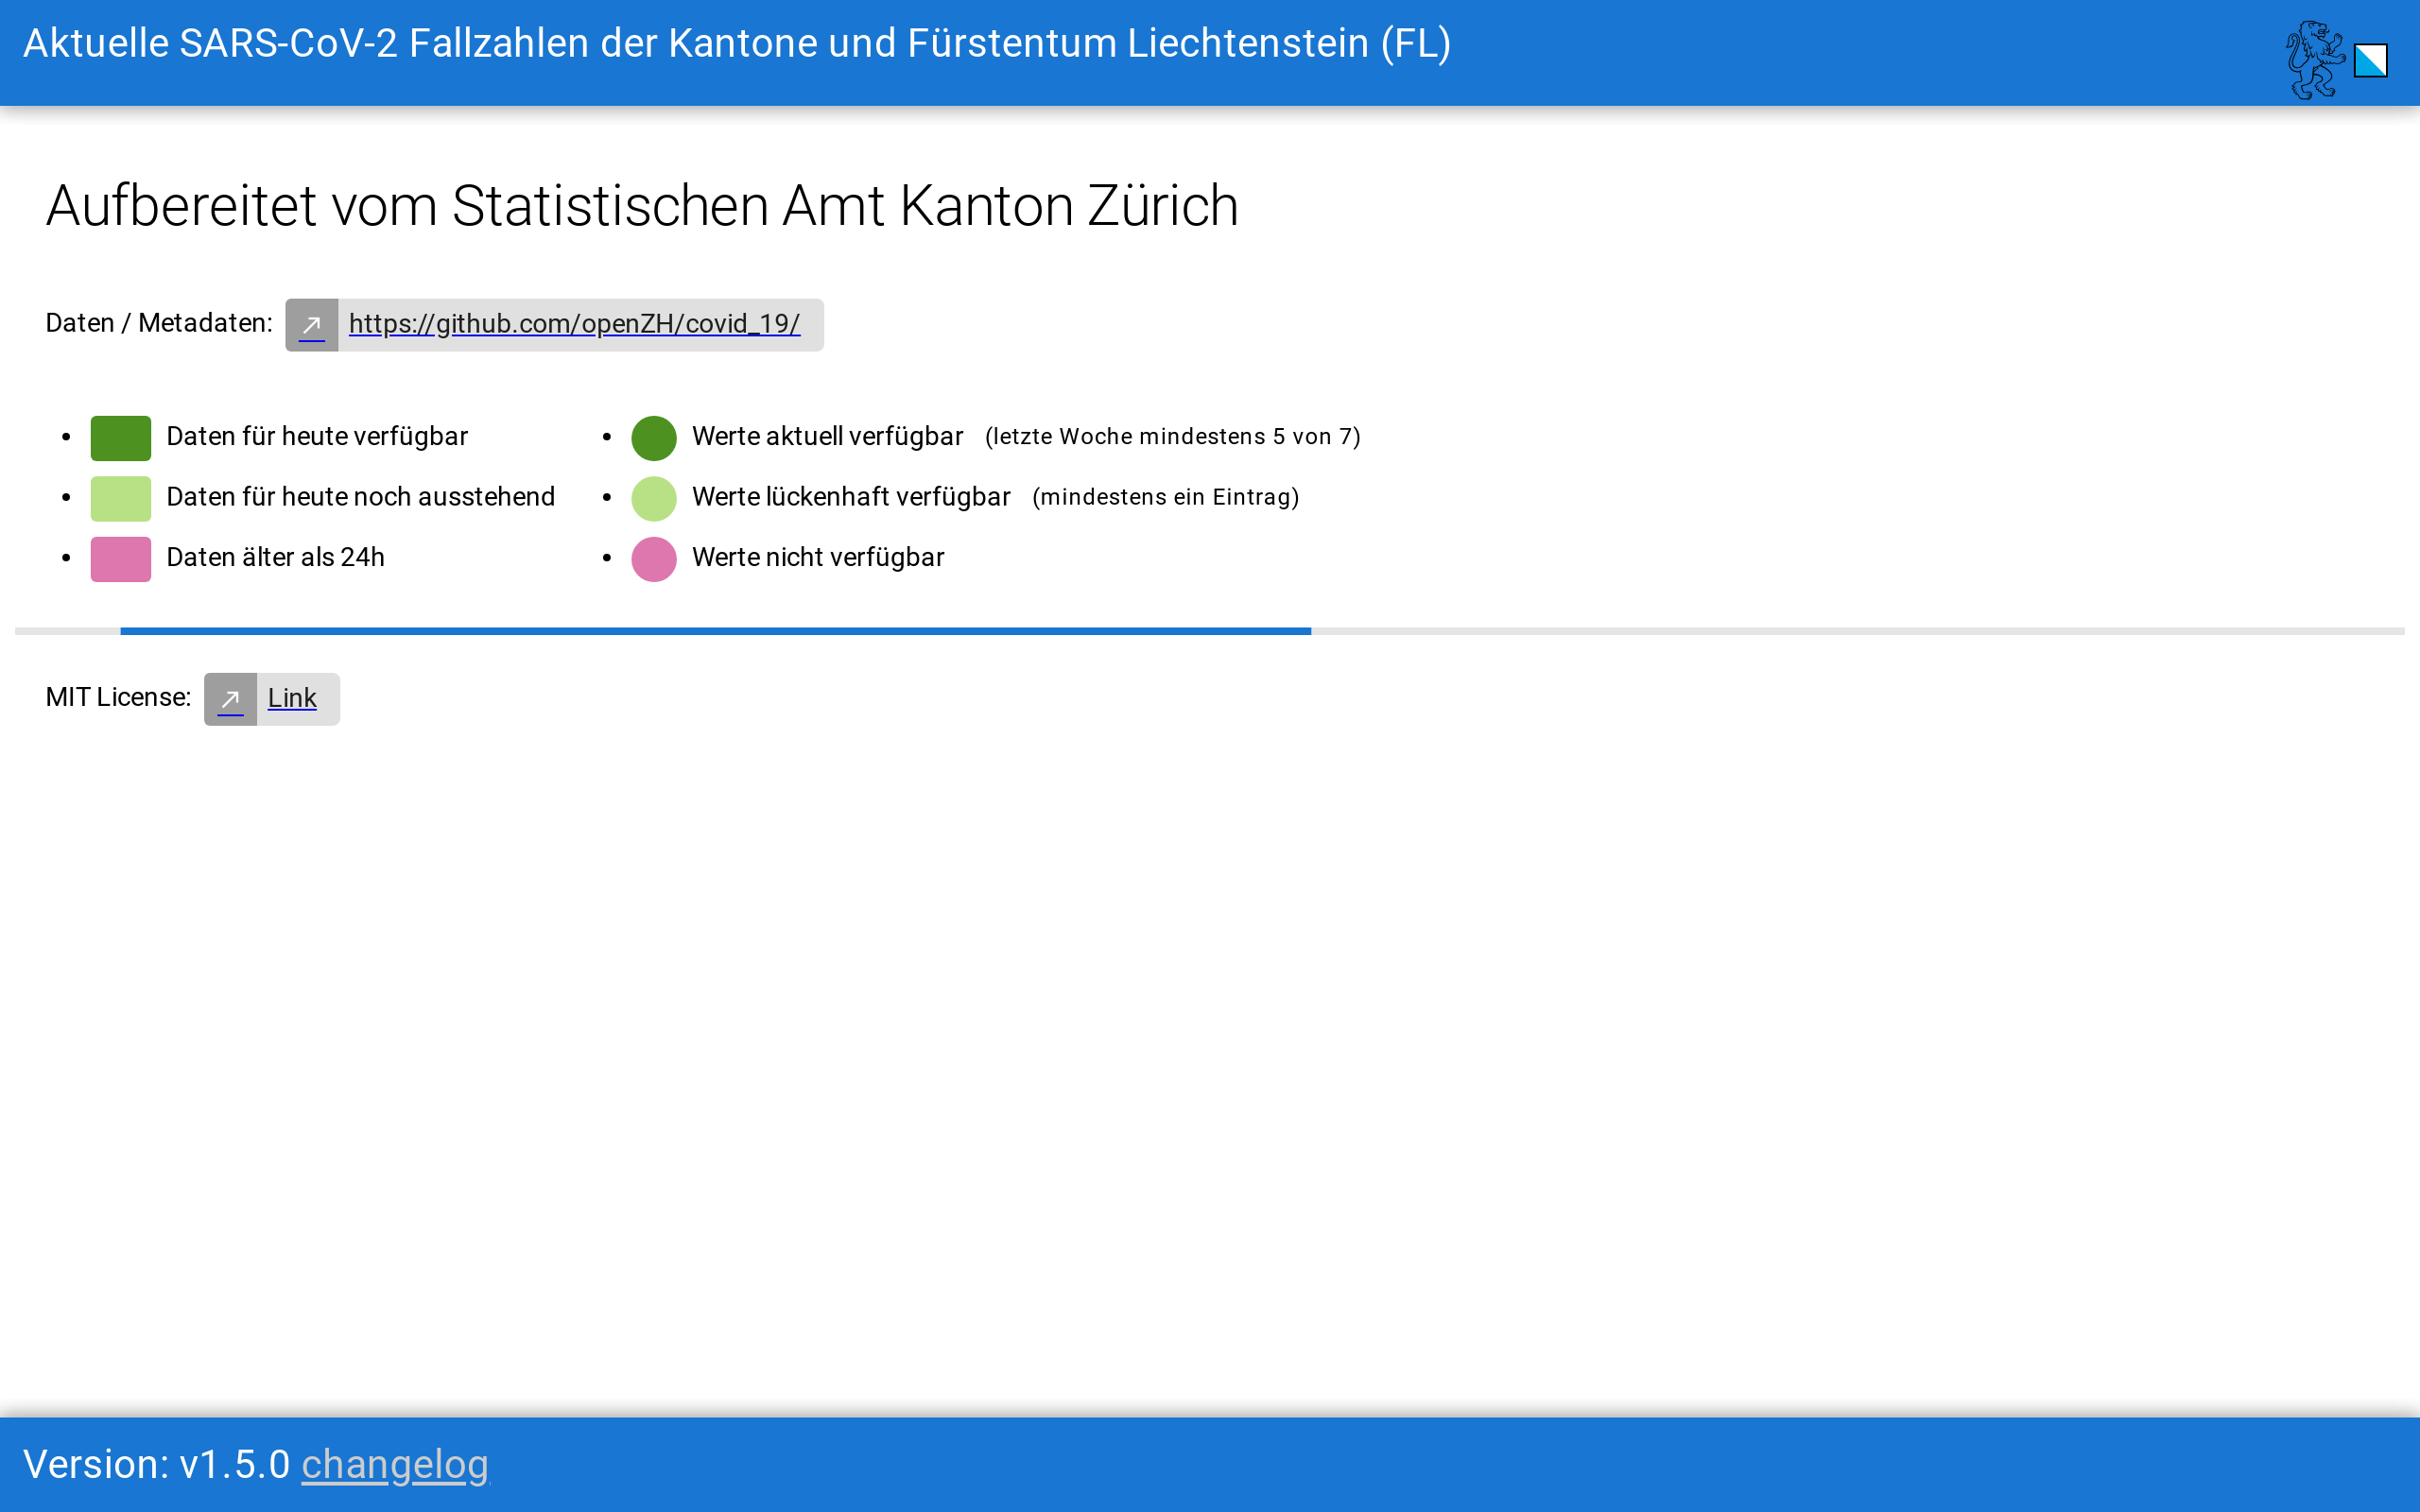 Aktuelle SARS-CoV-2 Fallzahlen der Kantone und Fürstentum Liechtenstein (FL)
Aufbereitet vom Statistischen Amt Kanton Zürich
Daten / Metadaten: https://github.com/openZH/covid_19/
Daten für heute verfügbar
Daten für heute noch ausstehend
Daten älter als 24h
Werte aktuell verfügbar (letzte Woche mindestens 5 von 7)
Werte lückenhaft verfügbar (mindestens ein Eintrag)
Werte nicht verfügbar
MIT License: Link
Version: v1.5.0 changelog